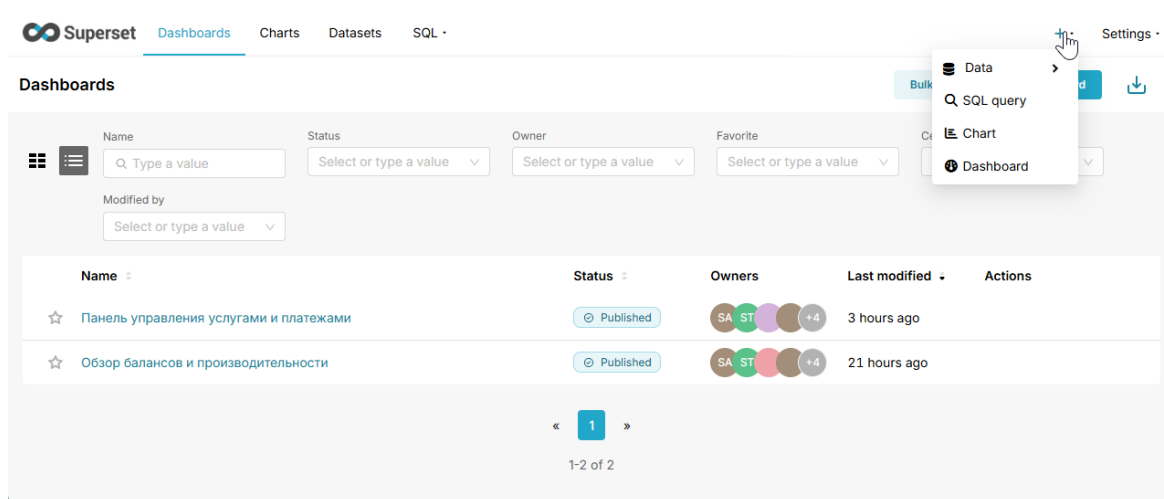 Superset Dashboards Charts Datasets SQL Settings
Data
Dashboards Bulk d
SQL query
Chart
Dashboard
Name Status Owner Favorite Ce
Type a value Select or type a value Select or type a value Select or type a value
Modified by
Select or type a value
Name Status Owners Last modified Actions
Панель управления услугами и платежами Published SA ST +4 3 hours ago
Обзор балансов и производительности Published SA ST +4 21 hours ago
« 1 »
1-2 of 2